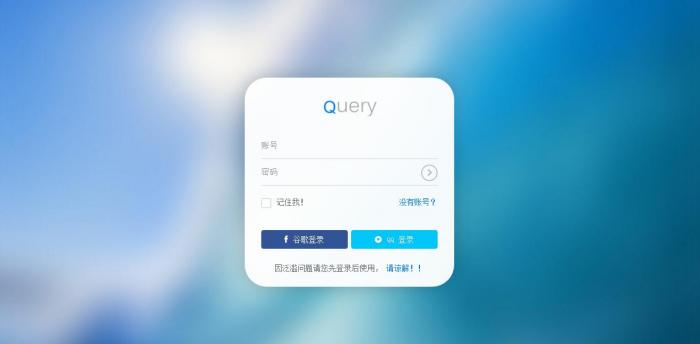 Query
账号
密码
记住我! 没有账号?
f 谷歌登录 QQ 登录
因泛滥问题请您先登录后使用， 请谅解！！